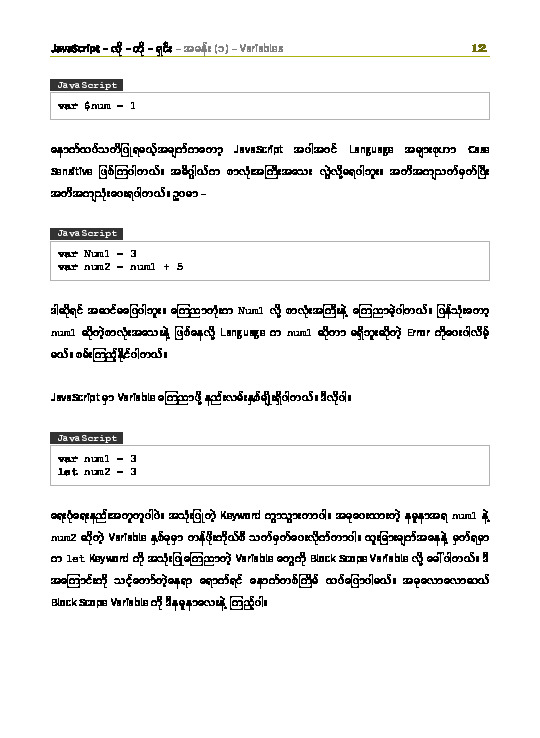 JavaScript – လို – တို – ရှင်း – အခန်း (၁) – Variables 12
JavaScript
var $num = 1
နောက်ထပ်သတိပြုရမယ့်အချက်ကတော့ JavaScript အပါအဝင် Language အများစုဟာ Case
Sensitive ဖြစ်ကြပါတယ်။ အဓိပ္ပါယ်က စာလုံးအကြီးအသေး လွဲလို့မရပါဘူး။ အတိအကျသတ်မှတ်ပြီး
အတိအကျသုံးပေးရပါတယ်။ ဥပမာ –
JavaScript
var Num1 = 3
var num2 = num1 + 5
ဒါဆိုရင် အဆင်မပြေပါဘူး။ ကြေညာတုံးက Num1 လို့ စာလုံးအကြီးနဲ့ ကြေညာခဲ့ပါတယ်။ ပြန်သုံးတော့
num1 ဆိုတဲ့စာလုံးအသေးနဲ့ ဖြစ်နေလို့ Language က num1 ဆိုတာ မရှိဘူးဆိုတဲ့ Error ကိုပေးပါလိမ့်
မယ်။ စမ်းကြည့်နိုင်ပါတယ်။
JavaScript မှာ Variable ကြေညာဖို့ နည်းလမ်းနှစ်မျိုးရှိပါတယ်။ ဒီလိုပါ။
JavaScript
var num1 = 3
let num2 = 3
ရေးပုံရေးနည်းအတူတူပါပဲ။ အသုံးပြုတဲ့ Keyword ကွာသွားတာပါ။ အခုပေးထားတဲ့ နမူနာအရ num1 နဲ့
num2 ဆိုတဲ့ Variable နှစ်ခုမှာ တန်ဖိုးကိုယ်စီ သတ်မှတ်ပေးလိုက်တာပါ။ ထူးခြားချက်အနေနဲ့ မှတ်ရမှာ
က let Keyword ကို အသုံးပြုကြေညာတဲ့ Variable တွေကို Block Scope Variable လို့ ခေါ်ပါတယ်။ ဒီ
အကြောင်းကို သင့်တော်တဲ့နေရာ ရောက်ရင် နောက်တစ်ကြိမ် ထပ်ပြောပါမယ်။ အခုလောလောဆယ်
Block Scope Variable ကို ဒီနမူနာလေးနဲ့ ကြည့်ပါ။